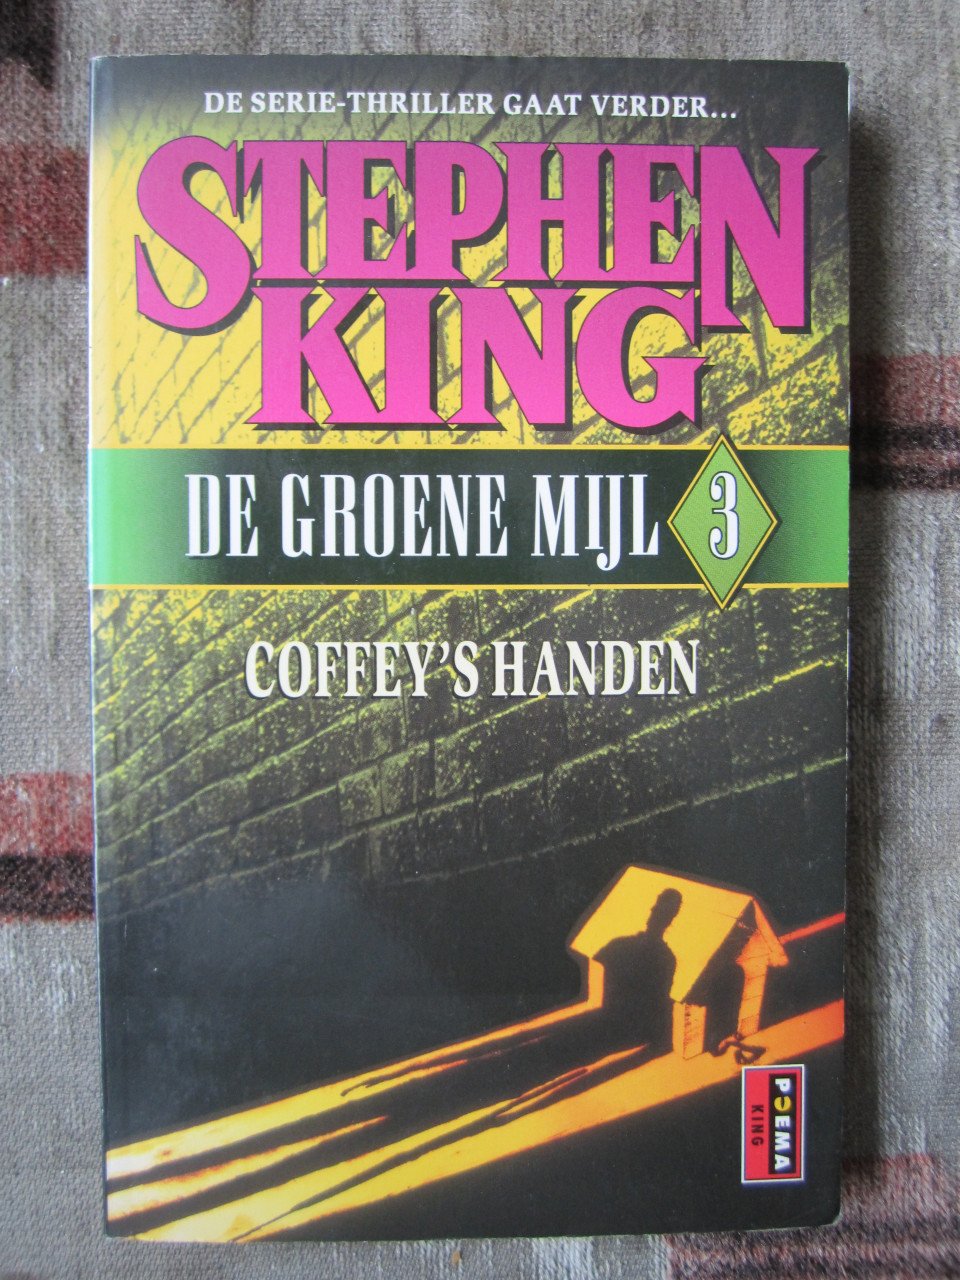 DE SERIE-THRILLER GAAT VERDER...
STEPHEN
KING
DE GROENE MIJL 3
COFFEY'S HANDEN
POEMA
KING